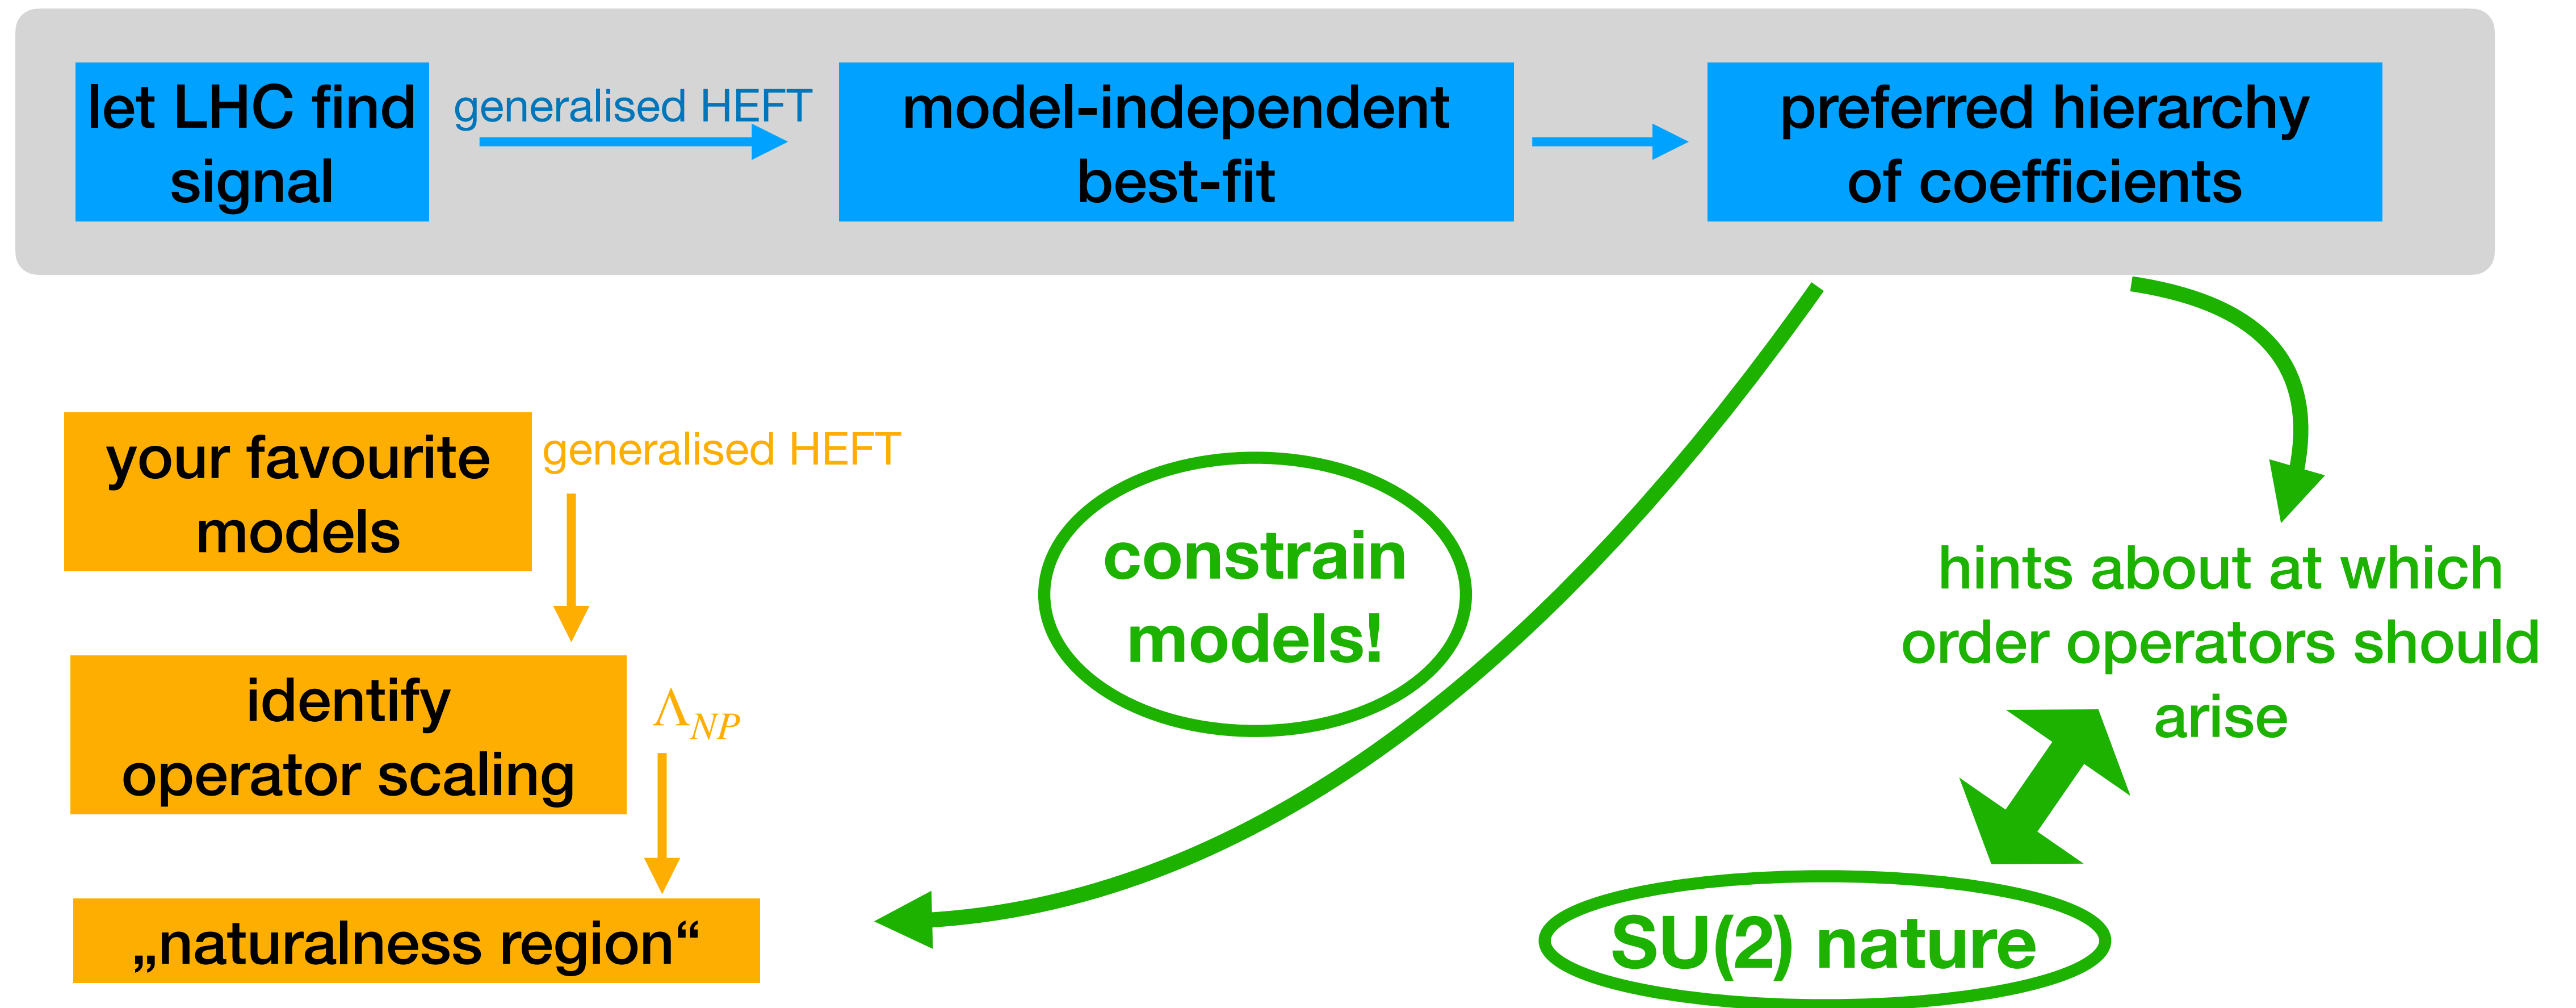 let LHC find
signal
generalised HEFT
model-independent
best-fit
preferred hierarchy
of coefficients
your favourite
models
generalised HEFT
identify
operator scaling
Λ_NP
„naturalness region“
constrain
models!
hints about at which
order operators should
arise
SU(2) nature